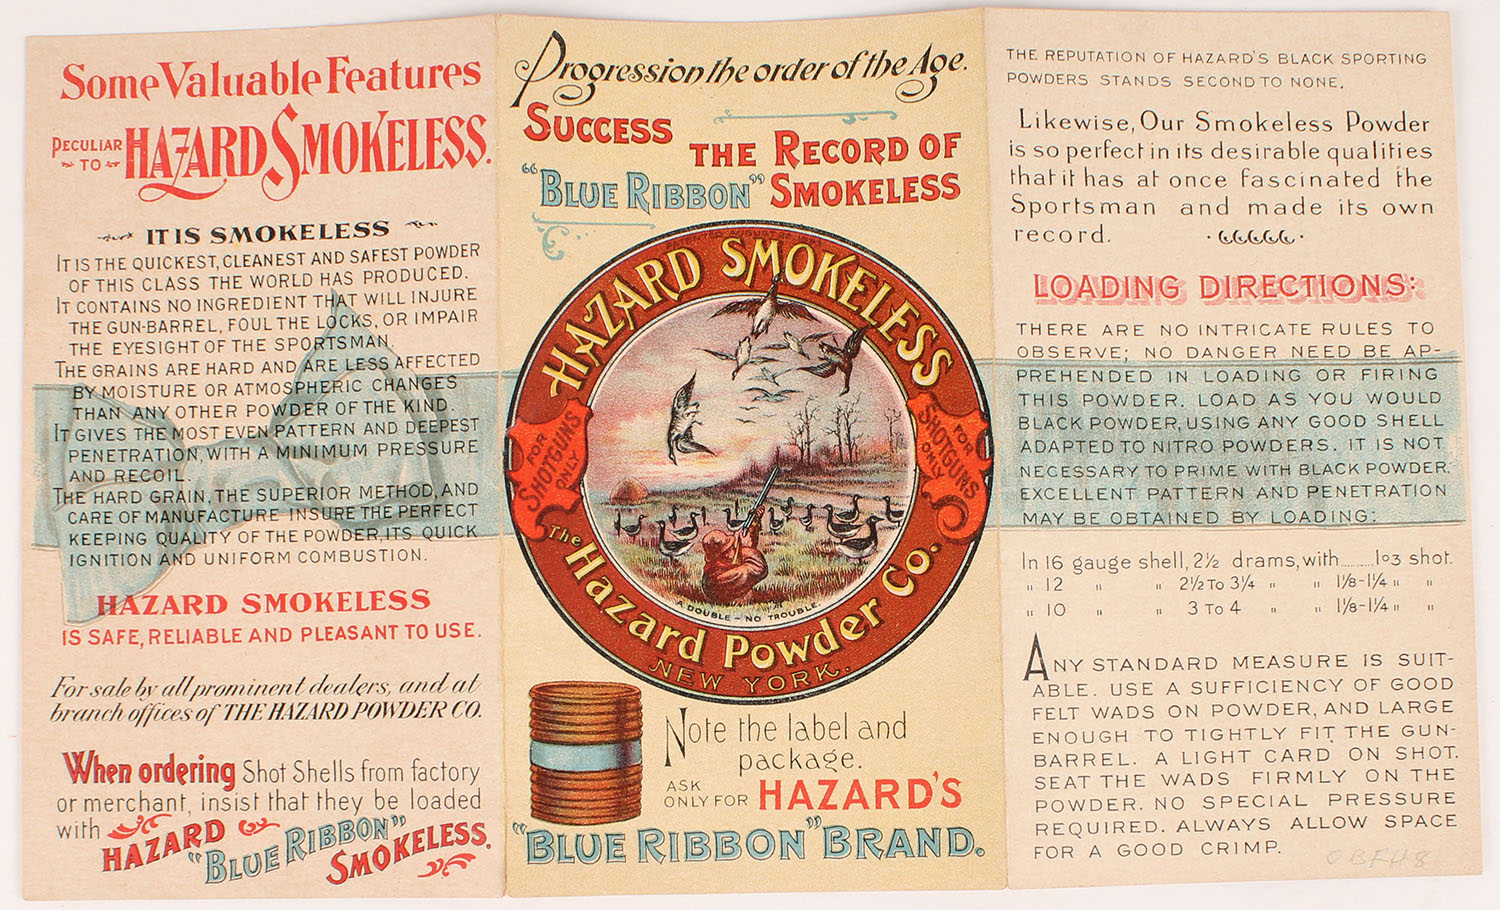 Some Valuable Features
PECULIAR TO HAZARD SMOKELESS.
IT IS SMOKELESS
IT IS THE QUICKEST, CLEANEST AND SAFEST POWDER
OF THIS CLASS THE WORLD HAS PRODUCED.
IT CONTAINS NO INGREDIENT THAT WILL INJURE
THE GUN-BARREL, FOUL THE LOCKS, OR IMPAIR
THE EYESIGHT OF THE SPORTSMAN.
THE GRAINS ARE HARD AND ARE LESS AFFECTED
BY MOISTURE OR ATMOSPHERIC CHANGES
THAN ANY OTHER POWDER OF THE KIND.
IT GIVES THE MOST EVEN PATTERN AND DEEPEST
PENETRATION, WITH A MINIMUM PRESSURE
AND RECOIL.
THE HARD GRAIN, THE SUPERIOR METHOD, AND
CARE OF MANUFACTURE INSURE THE PERFECT
KEEPING QUALITY OF THE POWDER, ITS QUICK
IGNITION AND UNIFORM COMBUSTION.
HAZARD SMOKELESS
IS SAFE, RELIABLE AND PLEASANT TO USE.
For sale by all prominent dealers, and at
branch offices of THE HAZARD POWDER CO.
When ordering Shot Shells from factory
or merchant, insist that they be loaded
with HAZARD "BLUE RIBBON" SMOKELESS.
Progression the order of the Age.
SUCCESS THE RECORD OF
"BLUE RIBBON" SMOKELESS
HAZARD SMOKELESS
FOR SHOTGUNS ONLY
FOR SHOTGUNS ONLY
A DOUBLE - NO TROUBLE.
The Hazard Powder Co.
NEW YORK.
Note the label and
package.
ASK ONLY FOR HAZARD'S
"BLUE RIBBON" BRAND.
THE REPUTATION OF HAZARD'S BLACK SPORTING
POWDERS STANDS SECOND TO NONE.
Likewise, Our Smokeless Powder
is so perfect in its desirable qualities
that it has at once fascinated the
Sportsman and made its own
record.
LOADING DIRECTIONS:
THERE ARE NO INTRICATE RULES TO
OBSERVE; NO DANGER NEED BE AP-
PREHENDED IN LOADING OR FIRING
THIS POWDER. LOAD AS YOU WOULD
BLACK POWDER, USING ANY GOOD SHELL
ADAPTED TO NITRO POWDERS. IT IS NOT
NECESSARY TO PRIME WITH BLACK POWDER.
EXCELLENT PATTERN AND PENETRATION
MAY BE OBTAINED BY LOADING:
In 16 gauge shell, 2½ drams, with........1oz shot.
" 12 " " 2½ To 3¼ " " 1⅛-1¼ " "
" 10 " " 3 To 4 " " 1⅛-1¼ " "
ANY STANDARD MEASURE IS SUIT-
ABLE. USE A SUFFICIENCY OF GOOD
FELT WADS ON POWDER, AND LARGE
ENOUGH TO TIGHTLY FIT THE GUN-
BARREL. A LIGHT CARD ON SHOT.
SEAT THE WADS FIRMLY ON THE
POWDER. NO SPECIAL PRESSURE
REQUIRED. ALWAYS ALLOW SPACE
FOR A GOOD CRIMP.